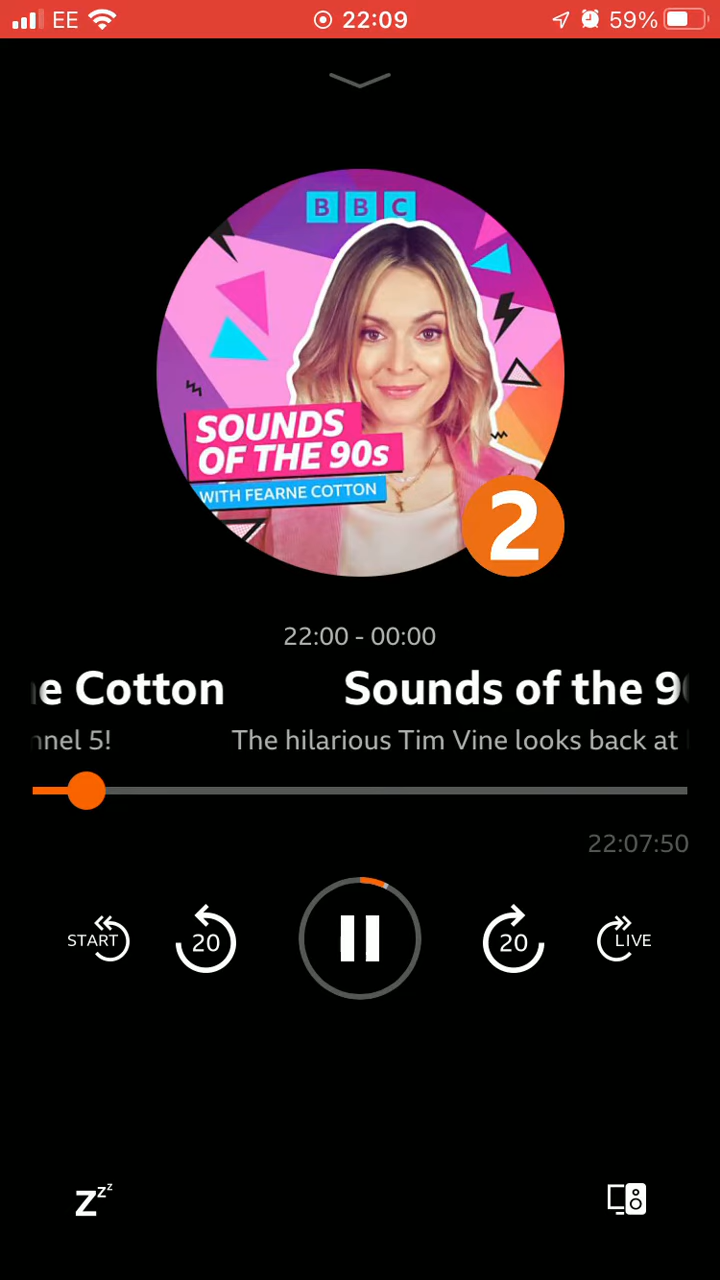 EE 22:09 59%
BBC
SOUNDS
OF THE 90s
WITH FEARNE COTTON
2
22:00 - 00:00
e Cotton Sounds of the 9
nnel 5! The hilarious Tim Vine looks back at
22:07:50
START 20 20 LIVE
Zzz